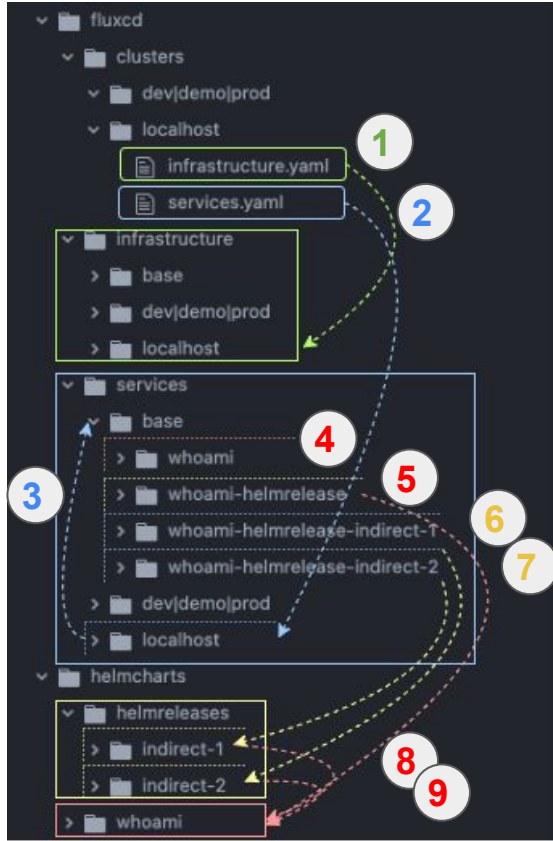 fluxcd
clusters
dev|demo|prod
localhost
1
infrastructure.yaml
services.yaml
2
infrastructure
base
dev|demo|prod
localhost
services
base
4
whoami
5
whoami-helmrelease
3
6
whoami-helmrelease-indirect-1
7
whoami-helmrelease-indirect-2
dev|demo|prod
localhost
helmcharts
helmreleases
indirect-1
8
indirect-2
9
whoami